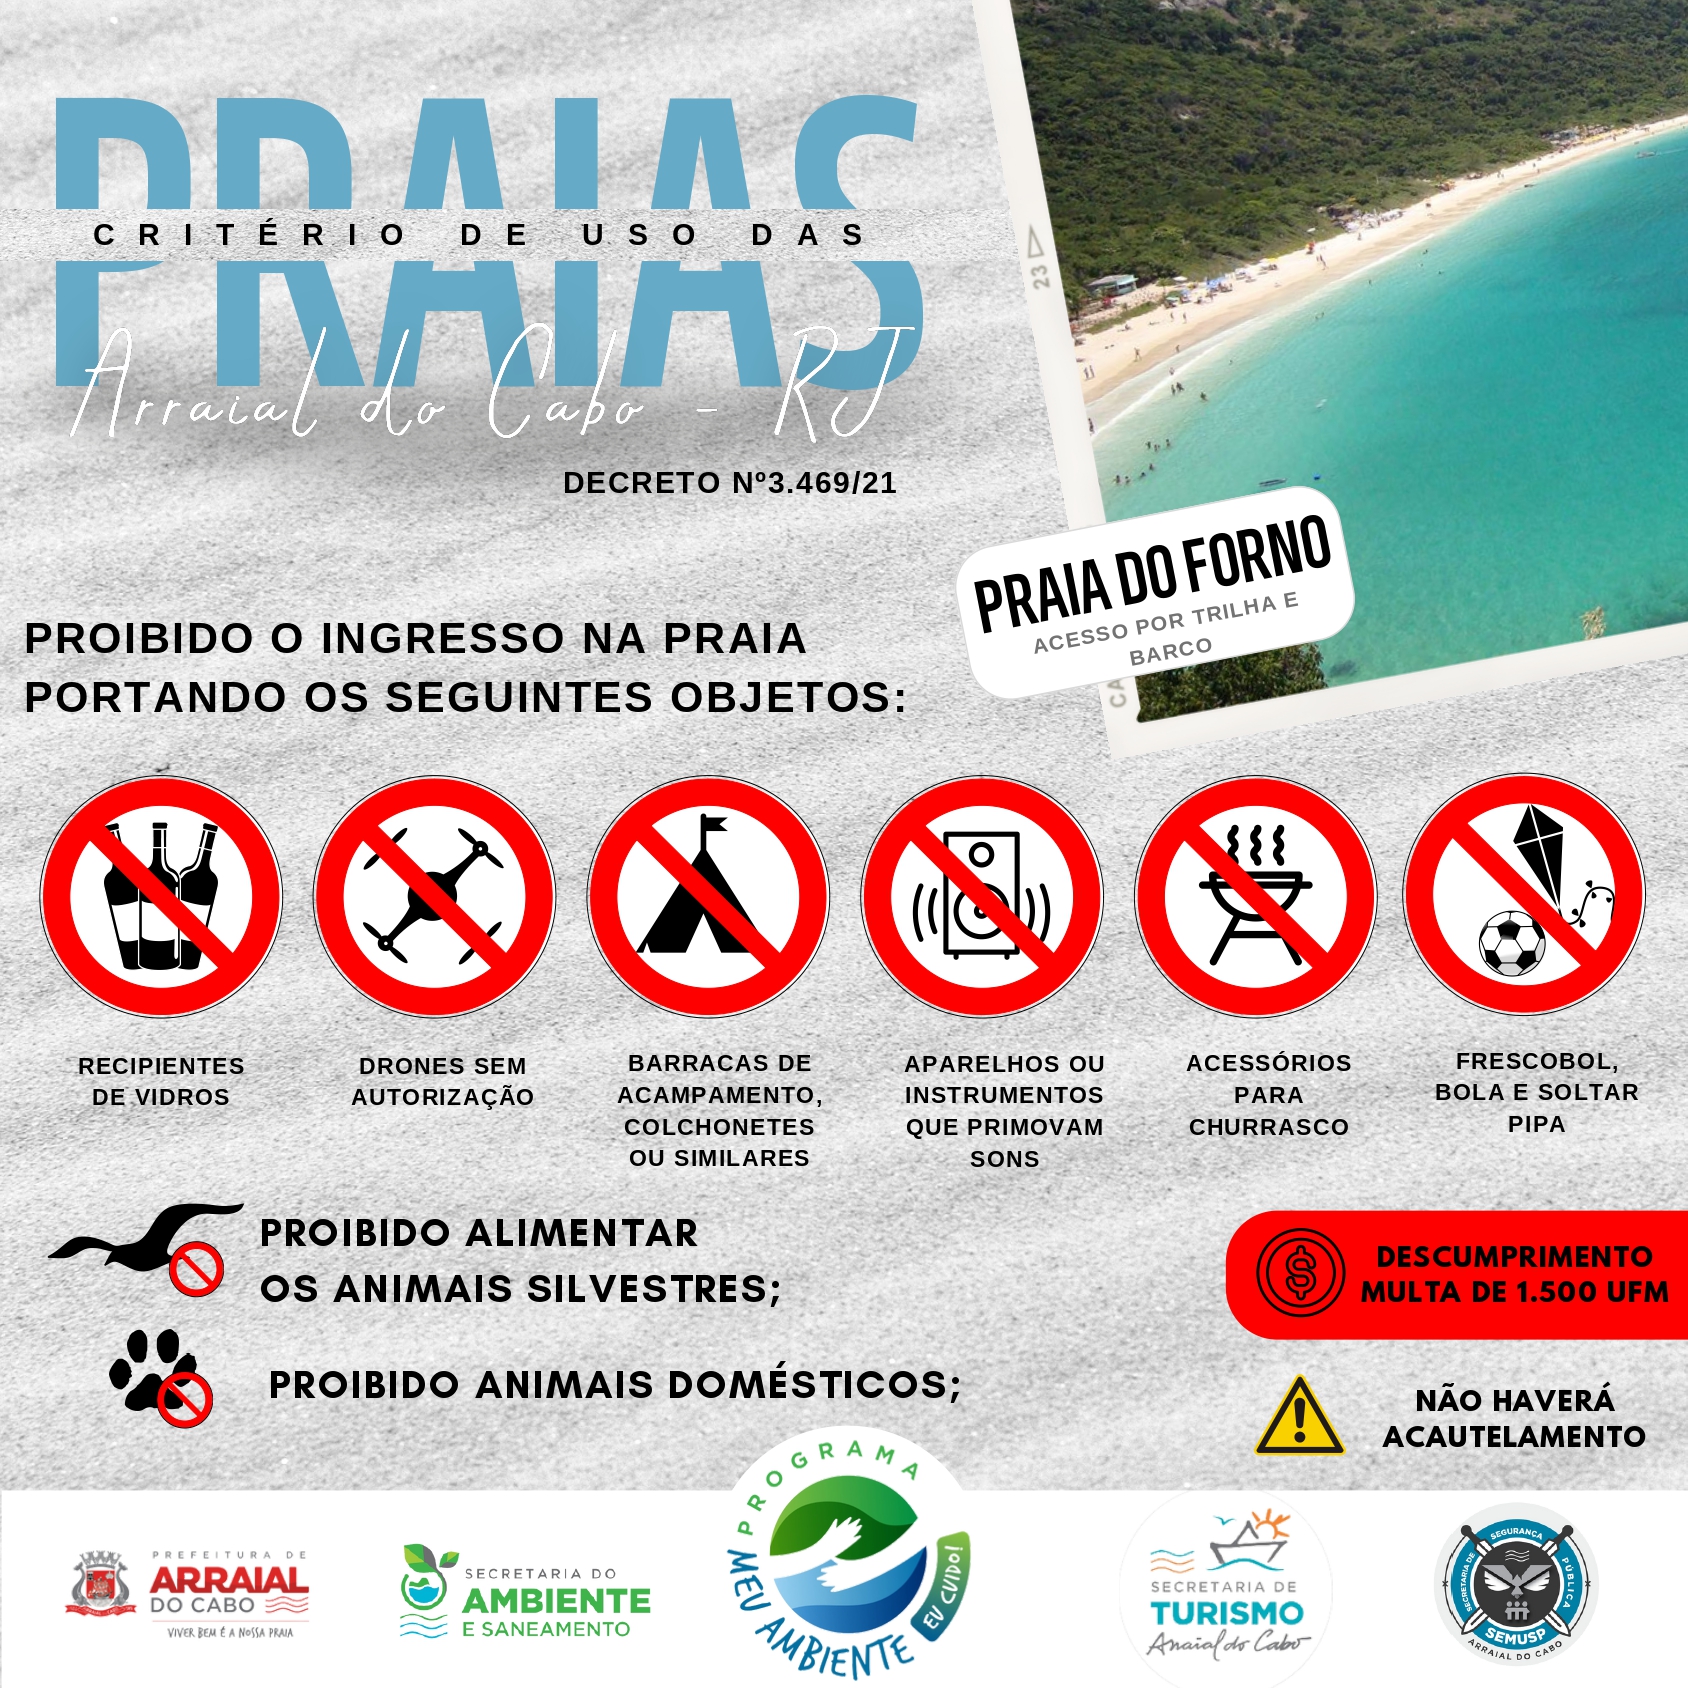 PRAIAS
CRITÉRIO DE USO DAS
Arraial do Cabo - RJ
DECRETO Nº3.469/21
23
PRAIA DO FORNO
ACESSO POR TRILHA E
BARCO
CA
PROIBIDO O INGRESSO NA PRAIA
PORTANDO OS SEGUINTES OBJETOS:
RECIPIENTES
DE VIDROS
DRONES SEM
AUTORIZAÇÃO
BARRACAS DE
ACAMPAMENTO,
COLCHONETES
OU SIMILARES
APARELHOS OU
INSTRUMENTOS
QUE PRIMOVAM
SONS
ACESSÓRIOS
PARA
CHURRASCO
FRESCOBOL,
BOLA E SOLTAR
PIPA
PROIBIDO ALIMENTAR
OS ANIMAIS SILVESTRES;
PROIBIDO ANIMAIS DOMÉSTICOS;
DESCUMPRIMENTO
MULTA DE 1.500 UFM
NÃO HAVERÁ
ACAUTELAMENTO
PREFEITURA DE
ARRAIAL
DO CABO
VIVER BEM É A NOSSA PRAIA
SECRETARIA DO
AMBIENTE
E SANEAMENTO
PROGRAMA
MEU AMBIENTE
EU CUIDO!
SECRETARIA DE
TURISMO
Arraial do Cabo
SECRETARIA DE
SEGURANÇA
PÚBLICA
SEMUSP
ARRAIAL DO CABO